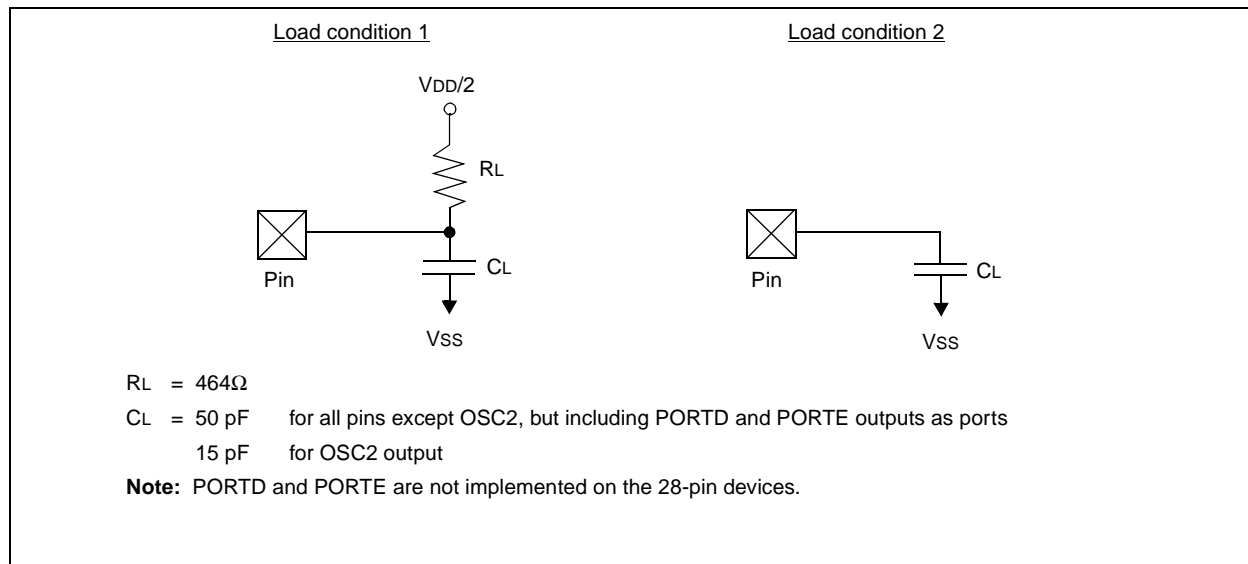 Load condition 1
Load condition 2
VDD/2
RL
Pin
CL
VSS
Pin
CL
VSS
RL = 464Ω
CL = 50 pF for all pins except OSC2, but including PORTD and PORTE outputs as ports
15 pF for OSC2 output
Note: PORTD and PORTE are not implemented on the 28-pin devices.